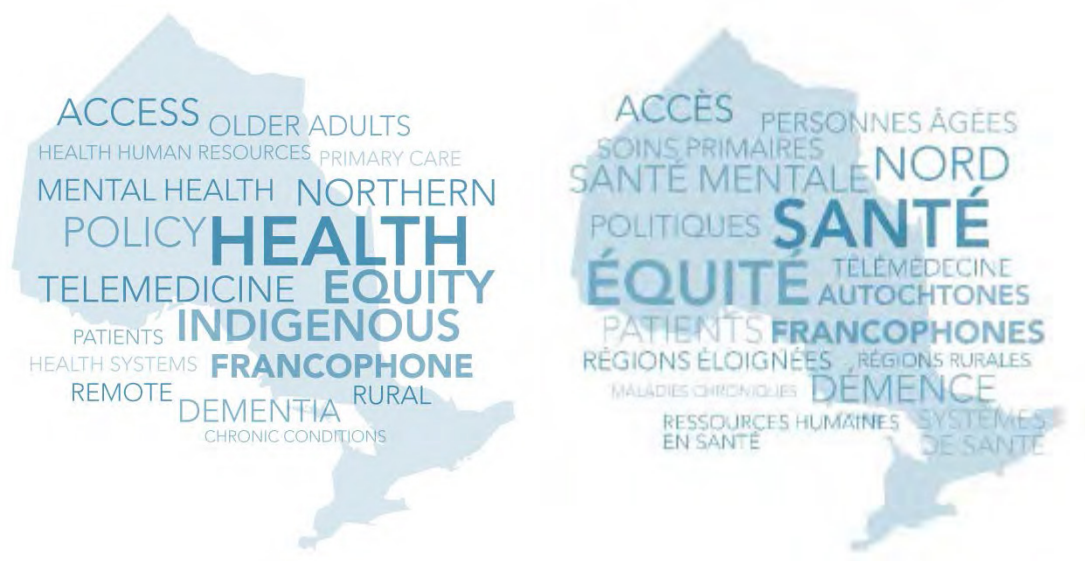 ACCESS
OLDER ADULTS
HEALTH HUMAN RESOURCES
PRIMARY CARE
MENTAL HEALTH
NORTHERN
POLICY
HEALTH
TELEMEDICINE
EQUITY
PATIENTS
INDIGENOUS
HEALTH SYSTEMS
FRANCOPHONE
REMOTE
DEMENTIA
RURAL
CHRONIC CONDITIONS
ACCÈS
PERSONNES ÂGÉES
SOINS PRIMAIRES
SANTÉ MENTALE
NORD
POLITIQUES
SANTÉ
ÉQUITÉ
TÉLÉMÉDECINE
AUTOCHTONES
PATIENTS
FRANCOPHONES
RÉGIONS ÉLOIGNÉES
RÉGIONS RURALES
MALADIES CHRONIQUES
DÉMENCE
RESSOURCES HUMAINES
EN SANTÉ
SYSTÈMES
DE SANTÉ